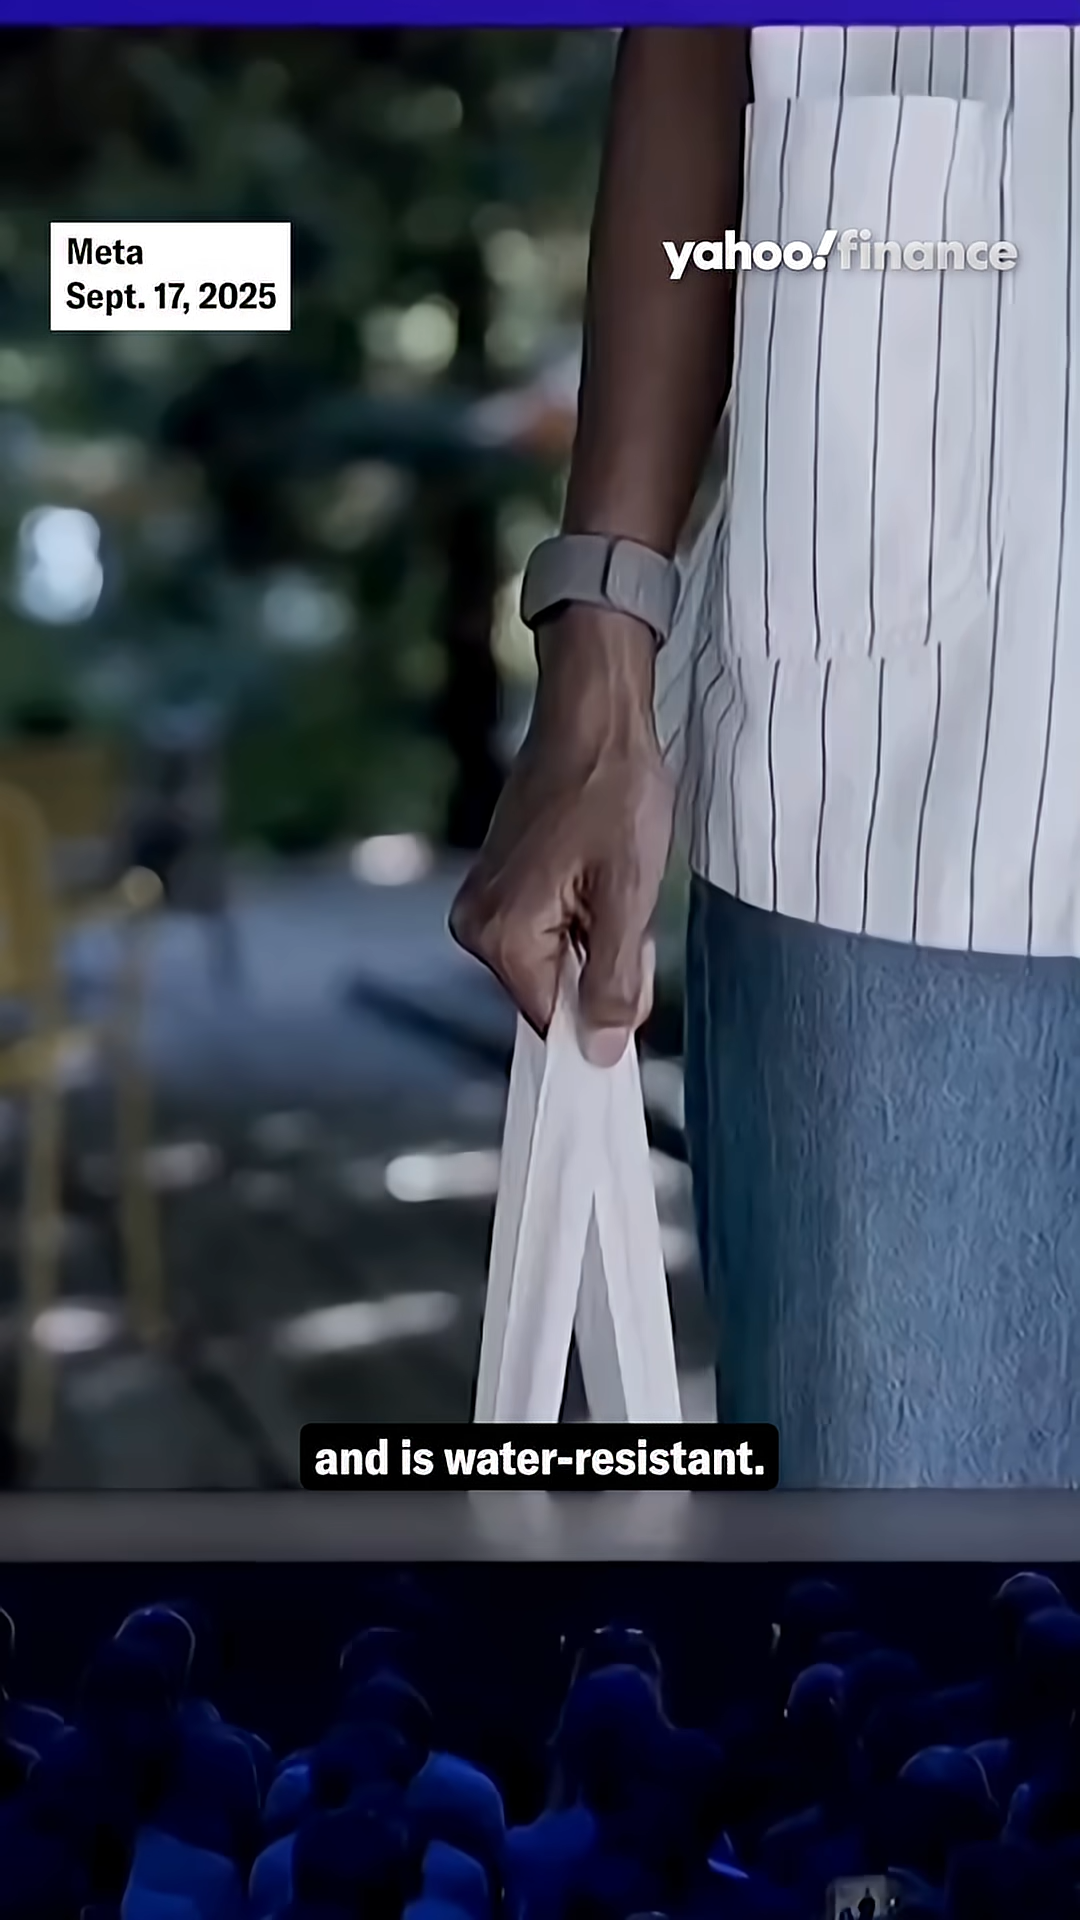 Meta
Sept. 17, 2025
yahoo!finance
and is water-resistant.